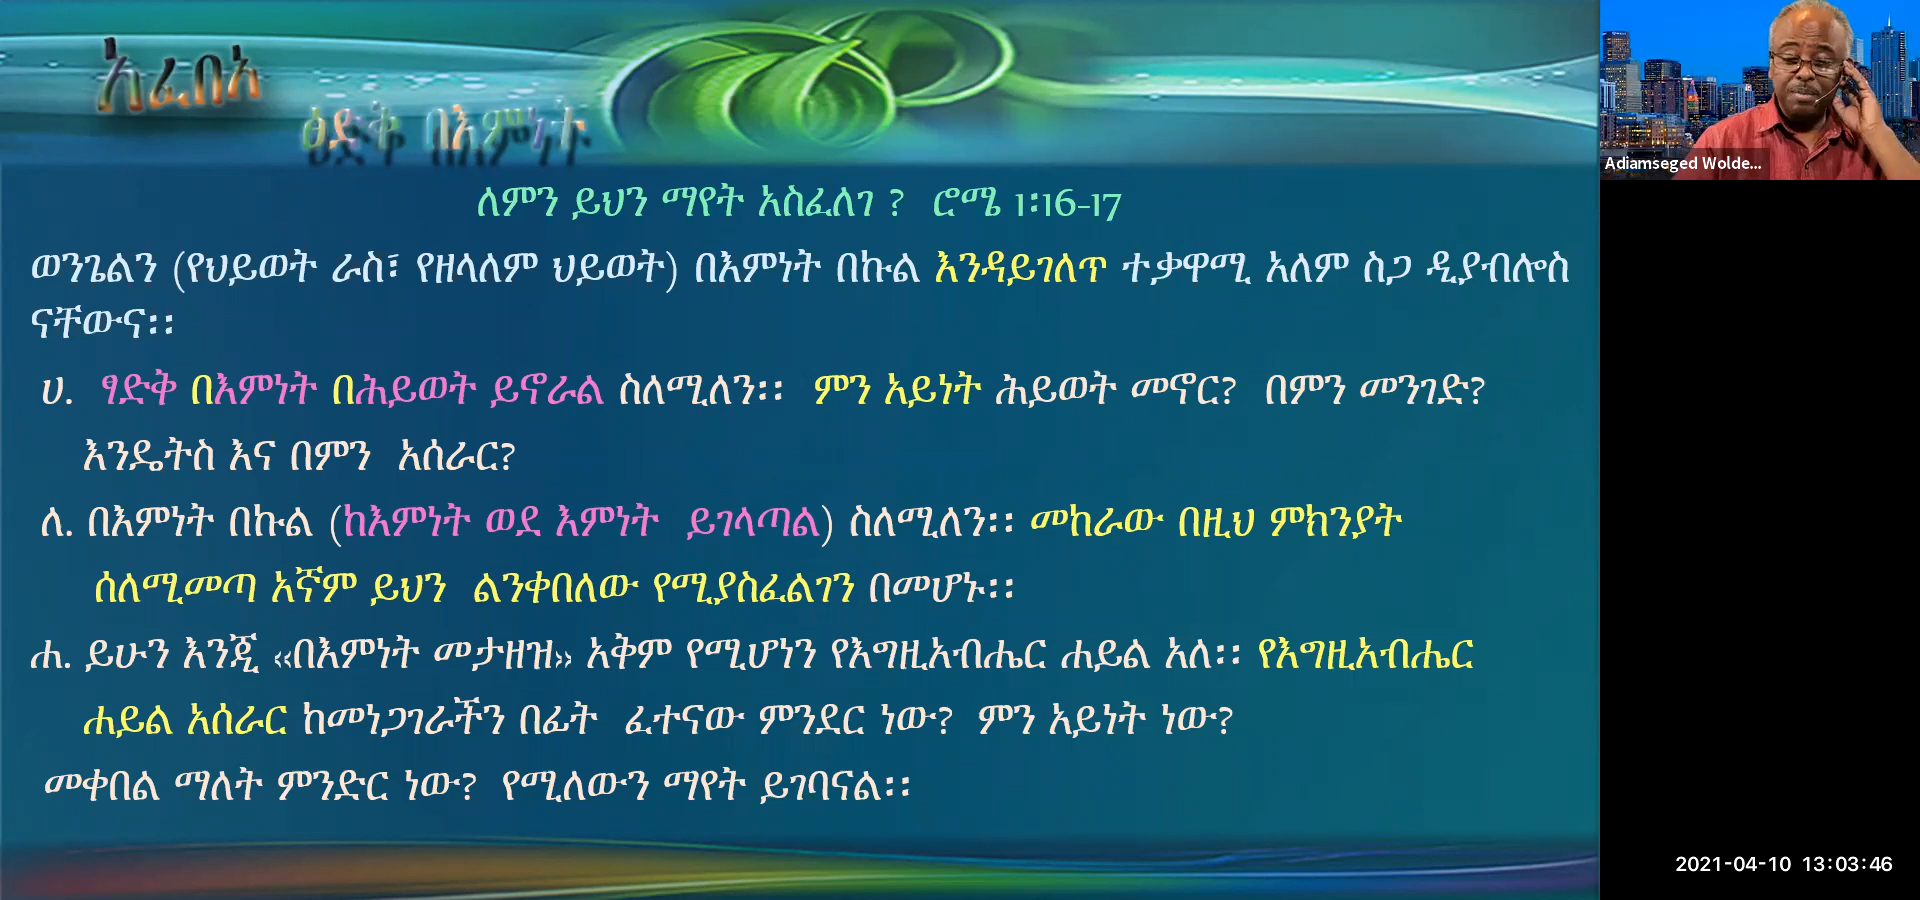 አፈበአ
ፅድቅ በእምነት
ለምን ይህን ማየት አስፈለገ ? ሮሜ 1፡16-17
ወንጌልን (የህይወት ራስ፣ የዘላለም ህይወት) በእምነት በኩል እንዳይገለጥ ተቃዋሚ አለም ስጋ ዲያብሎስ
ናቸውና፡፡
ሀ. ፃድቅ በእምነት በሕይወት ይኖራል ስለሚለን፡፡ ምን አይነት ሕይወት መኖር? በምን መንገድ?
እንዴትስ እና በምን አሰራር?
ለ. በእምነት በኩል (ከእምነት ወደ እምነት ይገላጣል) ስለሚለን፡፡ መከራው በዚህ ምክንያት
ሰለሚመጣ አኛም ይህን ልንቀበለው የሚያስፈልገን በመሆኑ፡፡
ሐ. ይሁን እንጂ ‹‹በእምነት መታዘዝ›› አቅም የሚሆነን የእግዚአብሔር ሐይል አለ፡፡ የእግዚአብሔር
ሐይል አሰራር ከመነጋገራችን በፊት ፈተናው ምንደር ነው? ምን አይነት ነው?
መቀበል ማለት ምንድር ነው? የሚለውን ማየት ይገባናል፡፡
Adiamseged Wolde...
2021-04-10 13:03:46